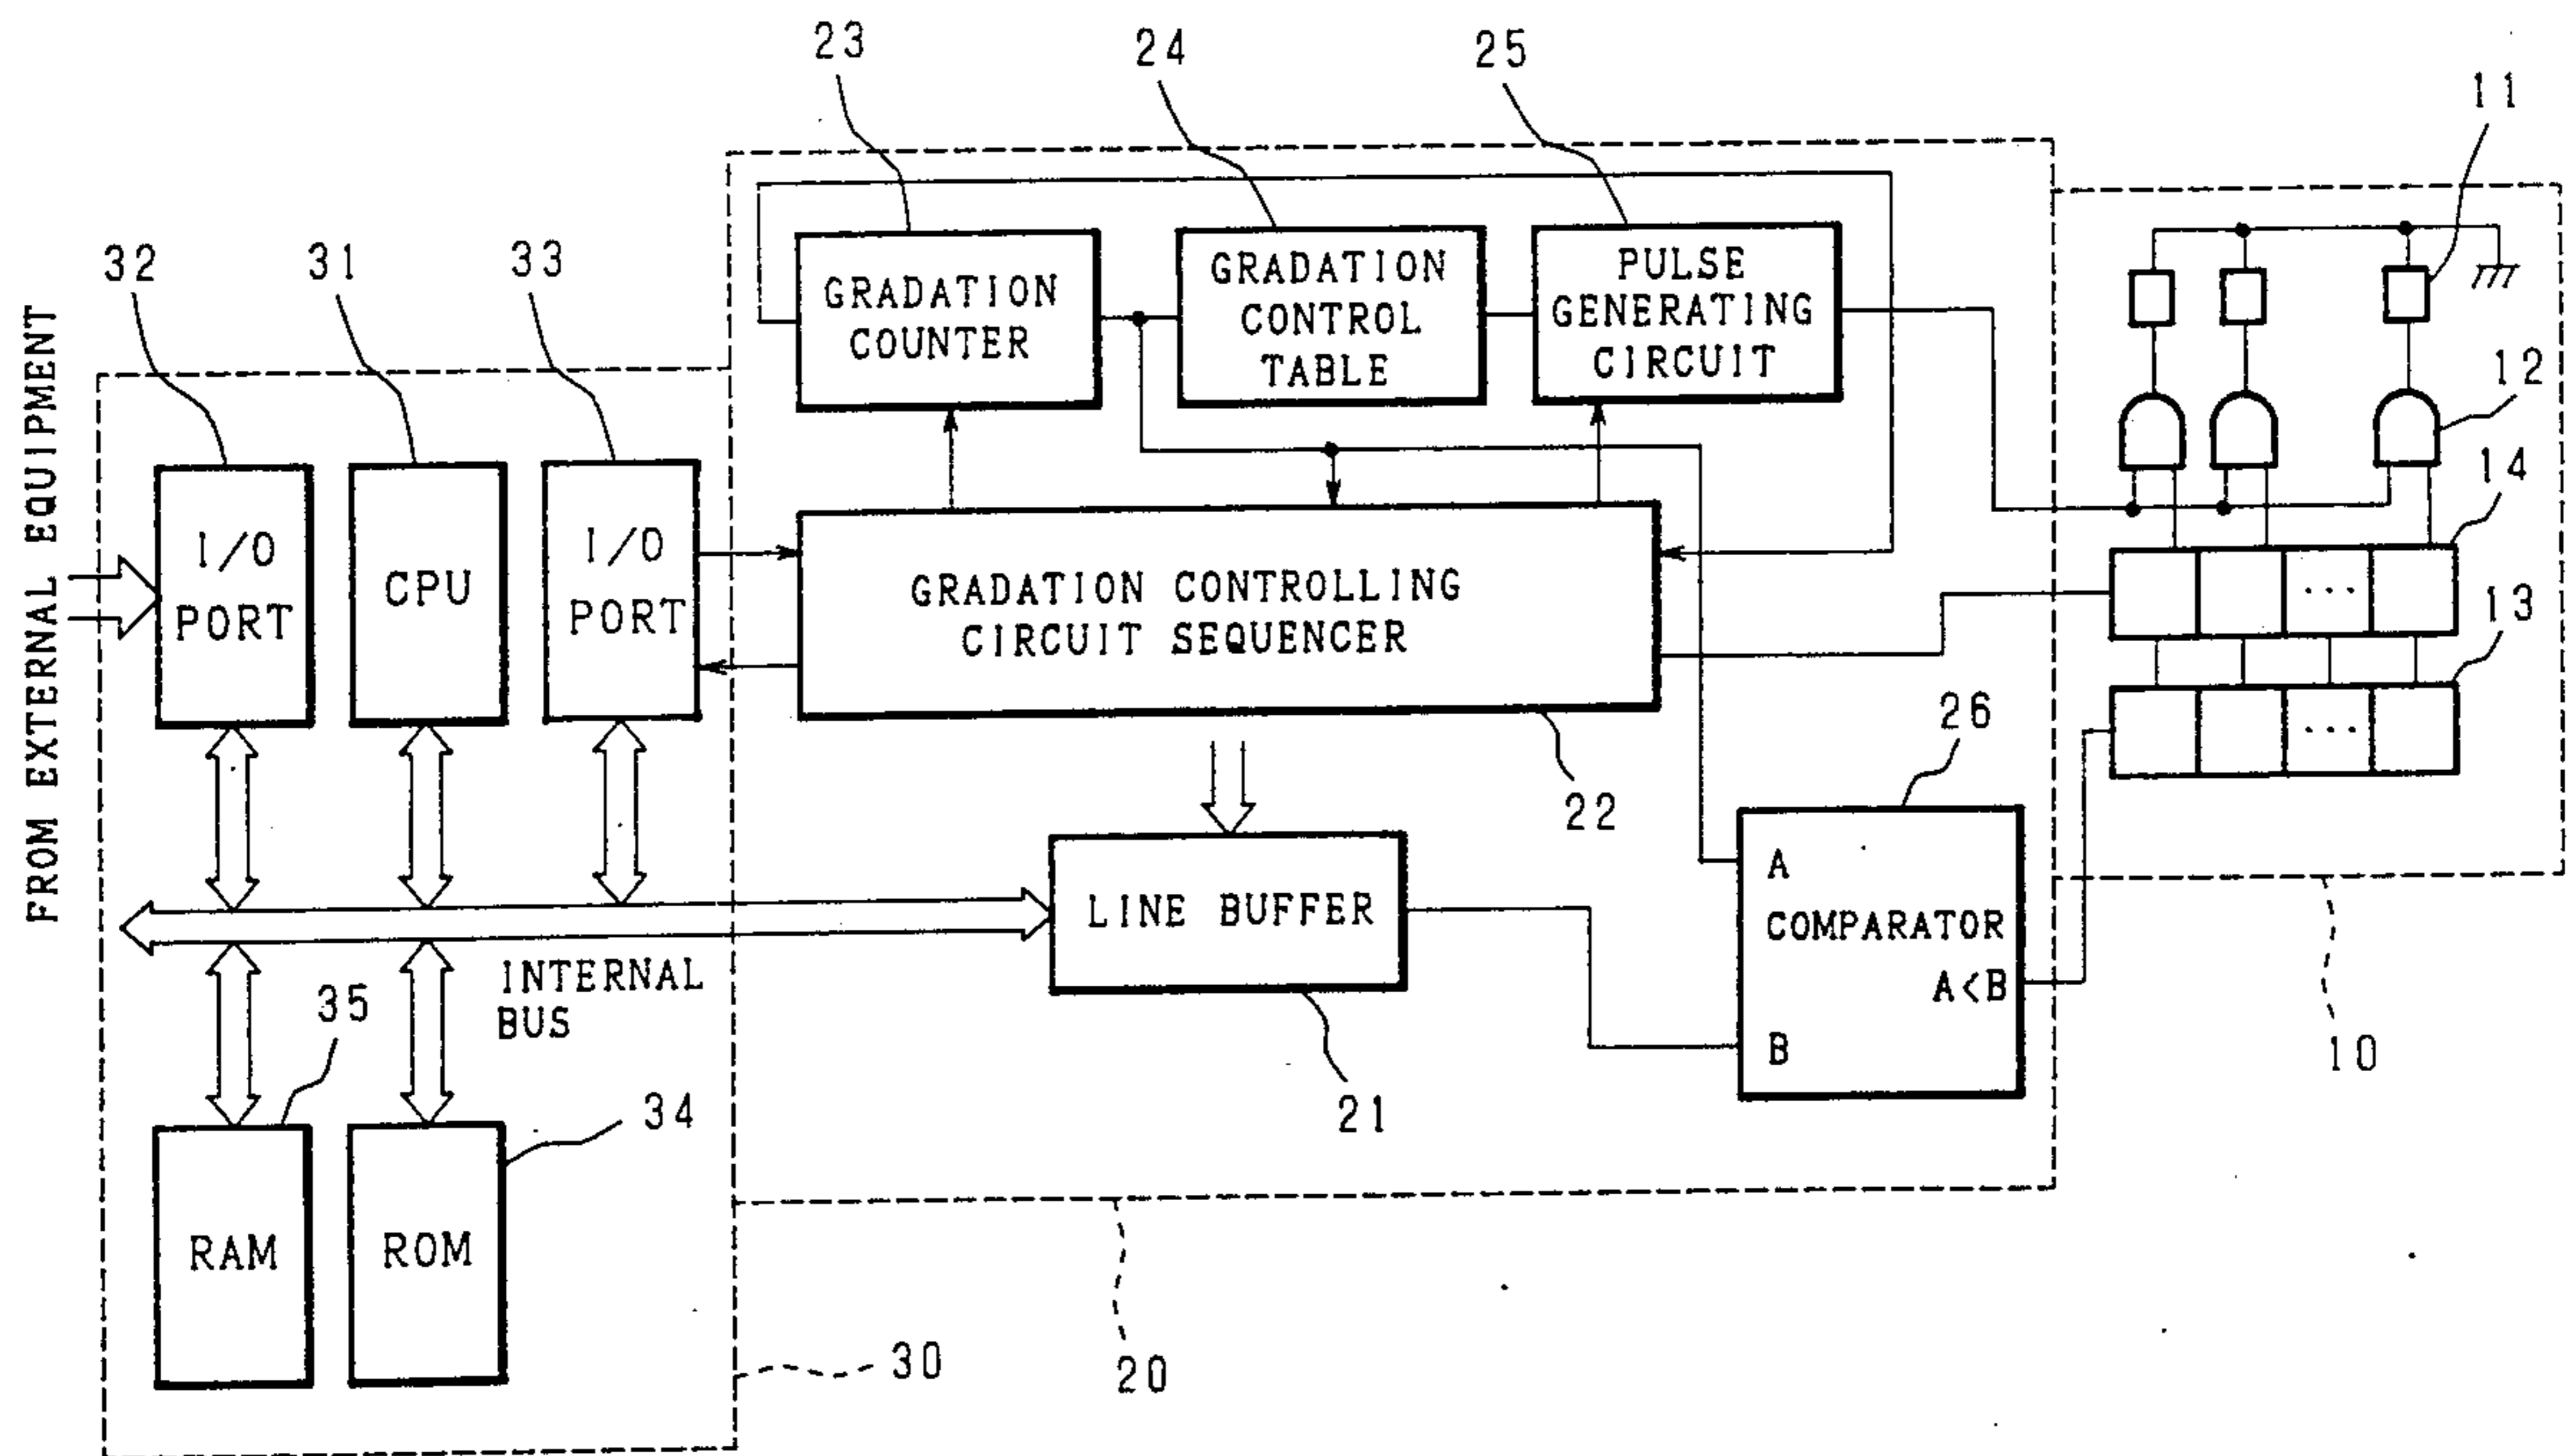 23
24
25
11
32
31
33
GRADATION
COUNTER
GRADATION
CONTROL
TABLE
PULSE
GENERATING
CIRCUIT
12
14
13
FROM EXTERNAL EQUIPMENT
I/O
PORT
CPU
I/O
PORT
GRADATION CONTROLLING
CIRCUIT SEQUENCER
...
...
22
26
LINE BUFFER
A
COMPARATOR
A<B
B
INTERNAL
BUS
35
34
21
10
RAM
ROM
30
20